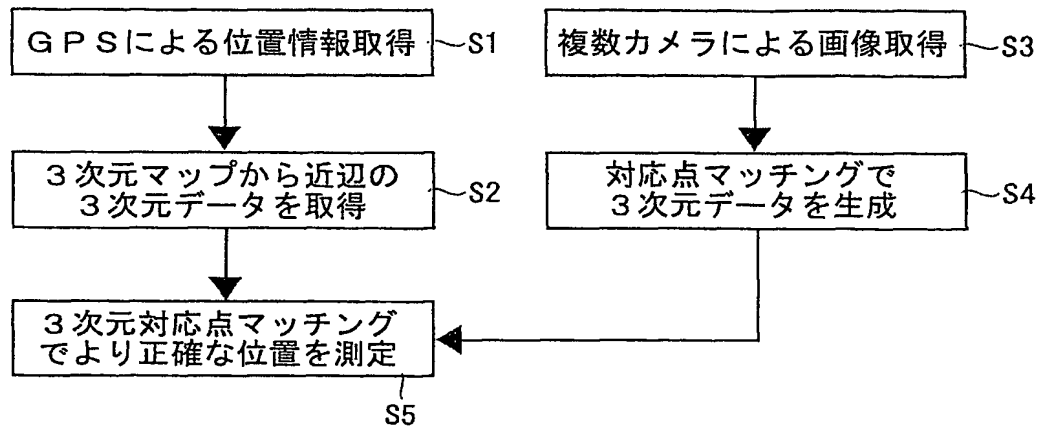 GPSによる位置情報取得
S1
3次元マップから近辺の
3次元データを取得
S2
複数カメラによる画像取得
S3
対応点マッチングで
3次元データを生成
S4
3次元対応点マッチング
でより正確な位置を測定
S5